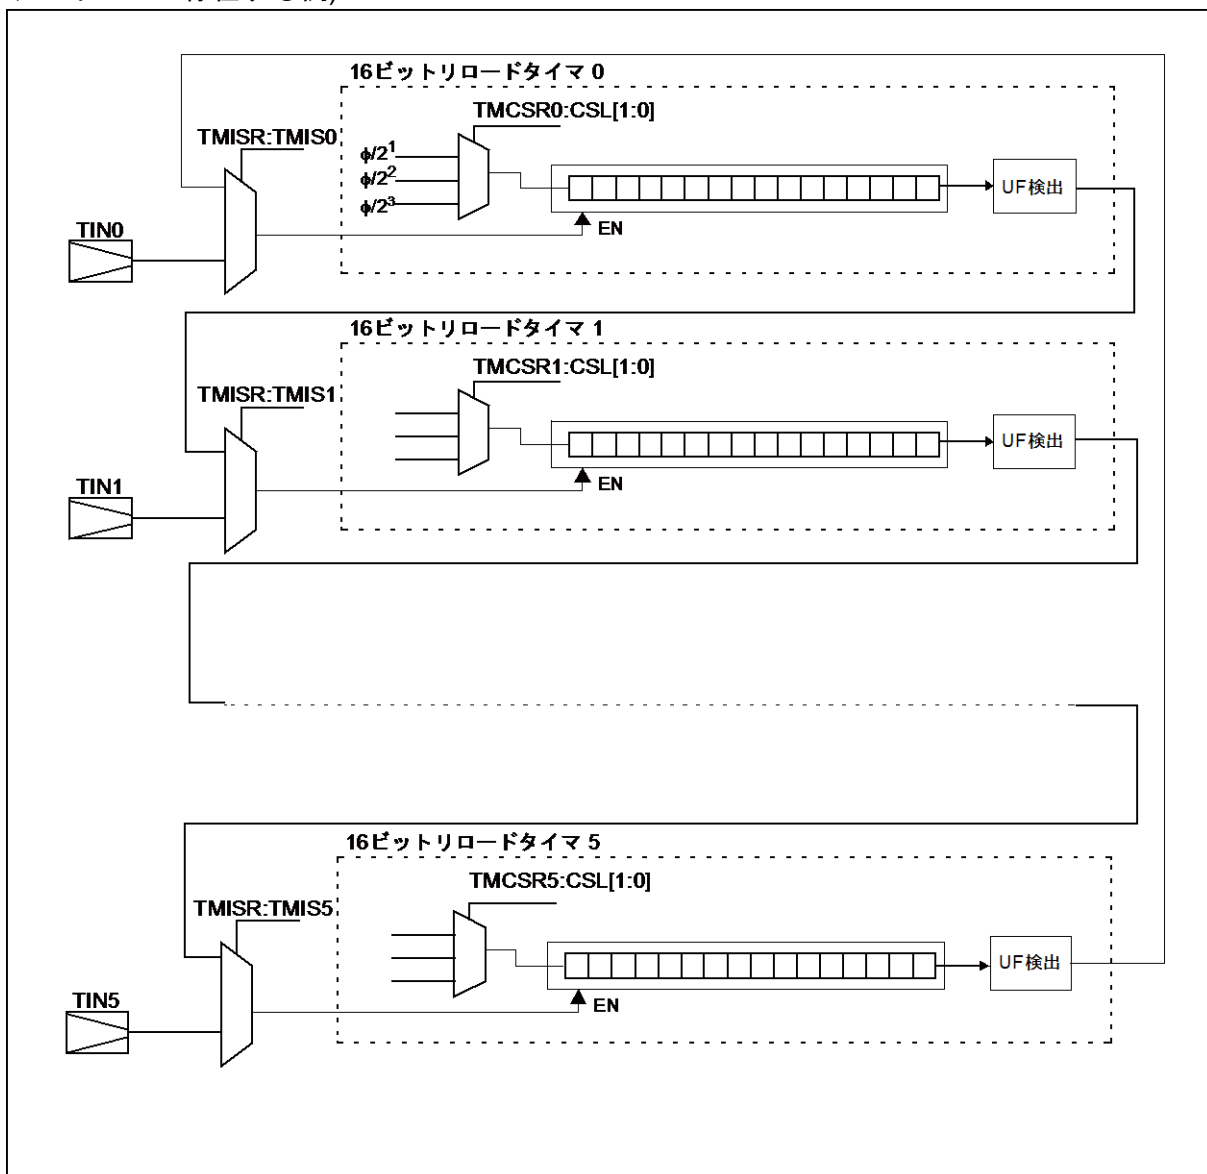 16ビットリロードタイマ 0
TMCSR0:CSL[1:0]
TMISR:TMIS0
φ/2¹
φ/2²
φ/2³
UF検出
EN
TIN0
16ビットリロードタイマ 1
TMCSR1:CSL[1:0]
TMISR:TMIS1
UF検出
EN
TIN1
16ビットリロードタイマ 5
TMCSR5:CSL[1:0]
TMISR:TMIS5
UF検出
EN
TIN5